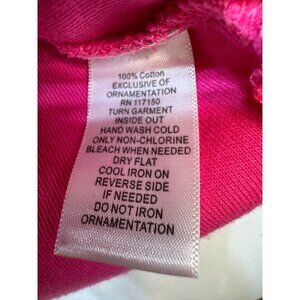 100% Cotton
EXCLUSIVE OF
ORNAMENTATION
RN 117150
TURN GARMENT
INSIDE OUT
HAND WASH COLD
ONLY NON-CHLORINE
BLEACH WHEN NEEDED
DRY FLAT
COOL IRON ON
REVERSE SIDE
IF NEEDED
DO NOT IRON
ORNAMENTATION